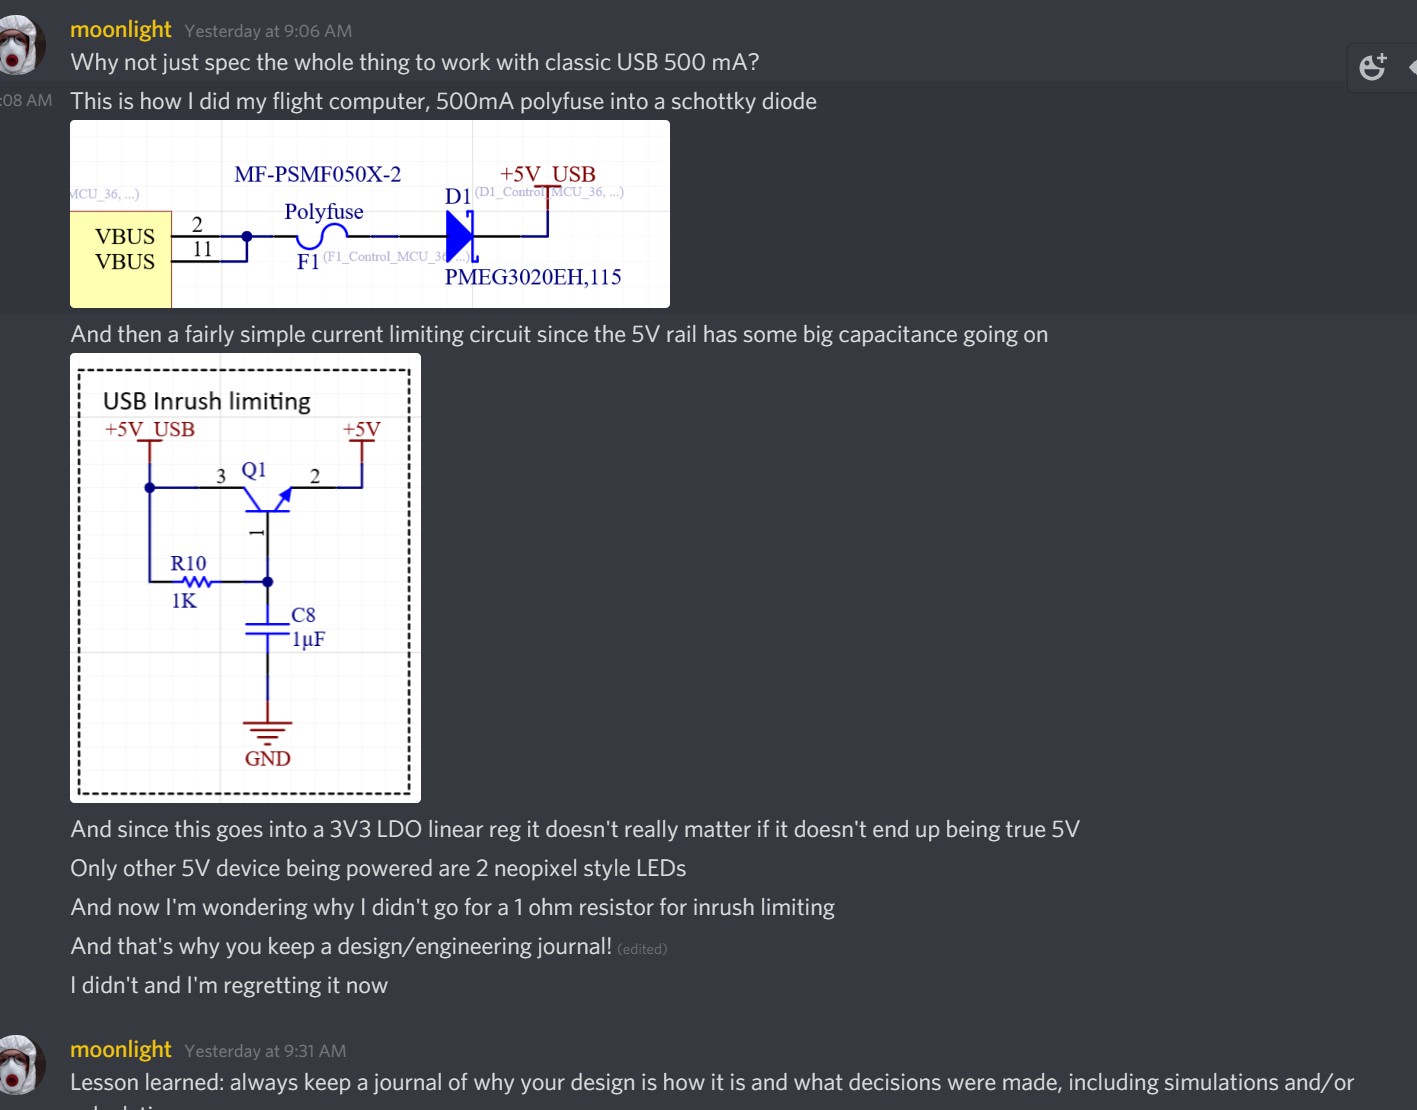 moonlight Yesterday at 9:06 AM
Why not just spec the whole thing to work with classic USB 500 mA?
:08 AM This is how I did my flight computer, 500mA polyfuse into a schottky diode
MF-PSMF050X-2
+5V_USB
MCU_36, ...)
D1 (D1_Control_MCU_36, ...)
Polyfuse
VBUS 2
VBUS 11
F1 (F1_Control_MCU_36, ...)
PMEG3020EH,115
And then a fairly simple current limiting circuit since the 5V rail has some big capacitance going on
USB Inrush limiting
+5V_USB +5V
3 Q1 2
1
R10
1K
C8
1µF
GND
And since this goes into a 3V3 LDO linear reg it doesn't really matter if it doesn't end up being true 5V
Only other 5V device being powered are 2 neopixel style LEDs
And now I'm wondering why I didn't go for a 1 ohm resistor for inrush limiting
And that's why you keep a design/engineering journal! (edited)
I didn't and I'm regretting it now
moonlight Yesterday at 9:31 AM
Lesson learned: always keep a journal of why your design is how it is and what decisions were made, including simulations and/or